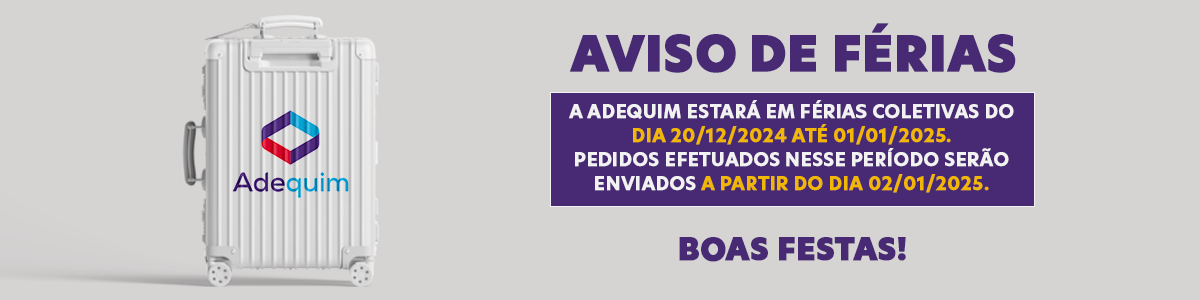 Adequim
AVISO DE FÉRIAS
A ADEQUIM ESTARÁ EM FÉRIAS COLETIVAS DO
DIA 20/12/2024 ATÉ 01/01/2025.
PEDIDOS EFETUADOS NESSE PERÍODO SERÃO
ENVIADOS A PARTIR DO DIA 02/01/2025.
BOAS FESTAS!